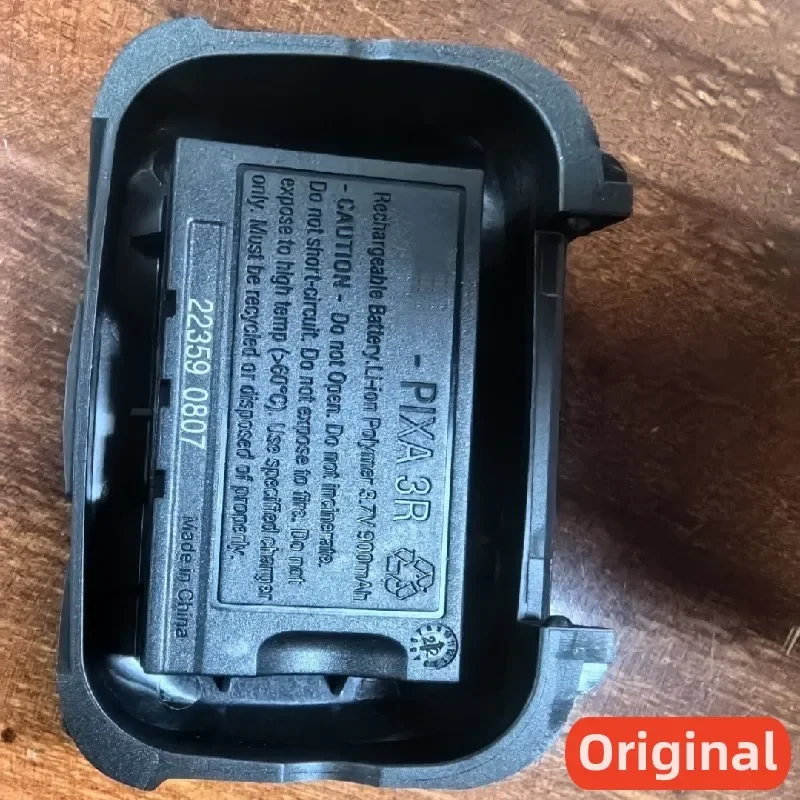 - PIXA 3R
Rechargeable Battery Li-Ion Polymer 3.7V 900mAh
- CAUTION - Do not Open. Do not incinerate.
Do not short-circuit. Do not expose to fire. Do not
expose to high temp (>60°C). Use specified charger
only. Must be recycled or disposed of properly.
22359 0807
Made in China
Original